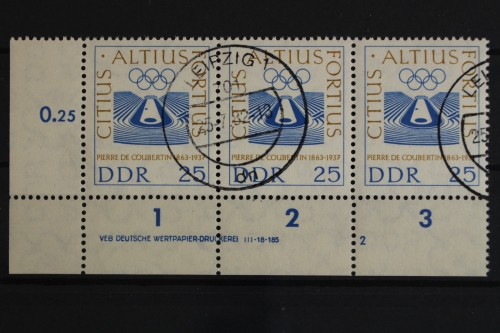 0.25
CITIUS · ALTIUS FORTIUS
PIERRE DE COUBERTIN 1863-1937
DDR 25
CITIUS · ALTIUS FORTIUS
PIERRE DE COUBERTIN 1863-1937
DDR 25
CITIUS · ALTIUS FORTIUS
PIERRE DE COUBERTIN 1863-1937
DDR 25
LEIPZIG
1 2 3
VEB DEUTSCHE WERTPAPIER-DRUCKEREI III-18-185 2